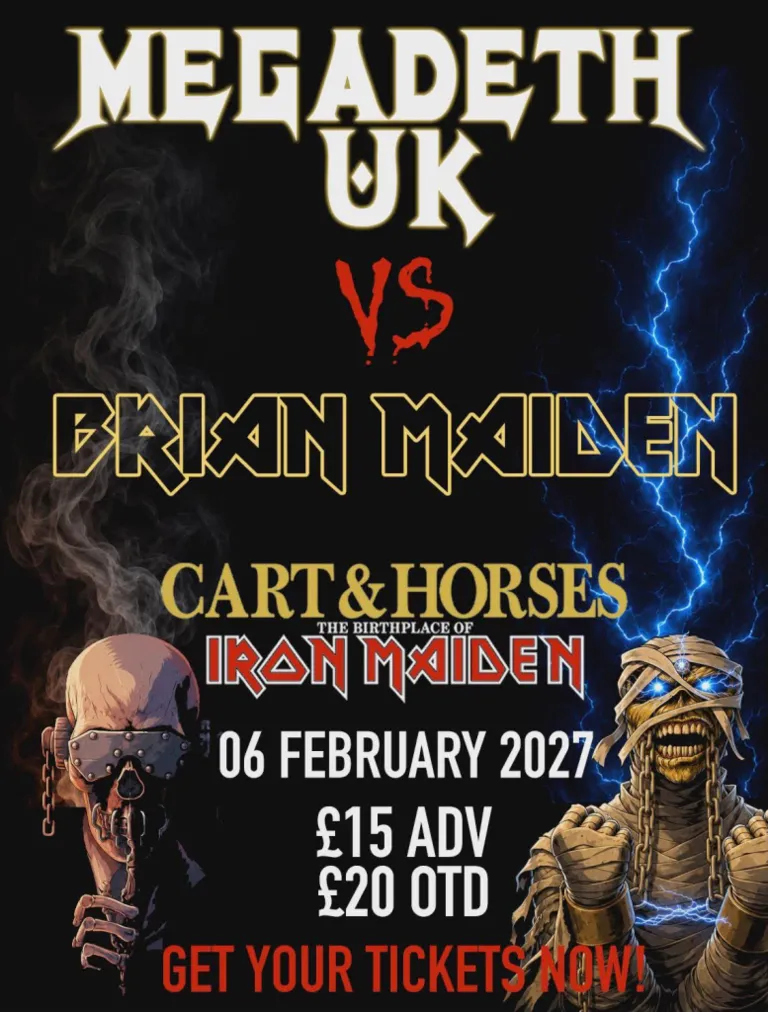 MEGADETH
UK
VS
BRIAN MAIDEN
CART & HORSES
THE BIRTHPLACE OF
IRON MAIDEN
06 FEBRUARY 2027
£15 ADV
£20 OTD
GET YOUR TICKETS NOW!